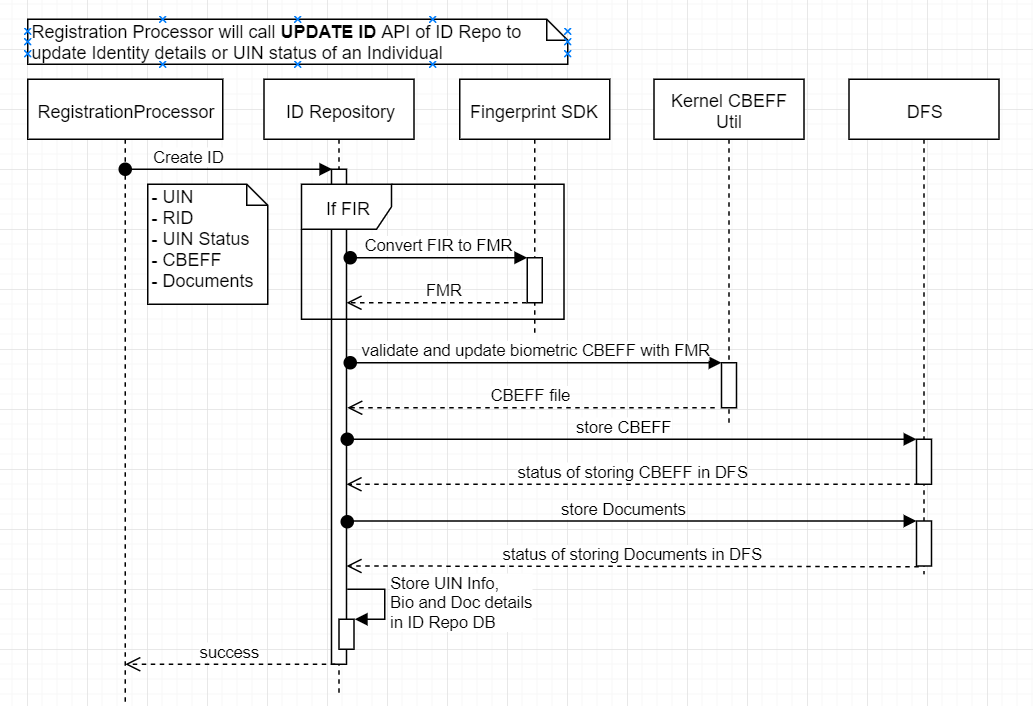 Registration Processor will call UPDATE ID API of ID Repo to
update Identity details or UIN status of an Individual
RegistrationProcessor
ID Repository
Fingerprint SDK
Kernel CBEFF
Util
DFS
Create ID
- UIN
- RID
- UIN Status
- CBEFF
- Documents
If FIR
Convert FIR to FMR
FMR
validate and update biometric CBEFF with FMR
CBEFF file
store CBEFF
status of storing CBEFF in DFS
store Documents
status of storing Documents in DFS
Store UIN Info,
Bio and Doc details
in ID Repo DB
success